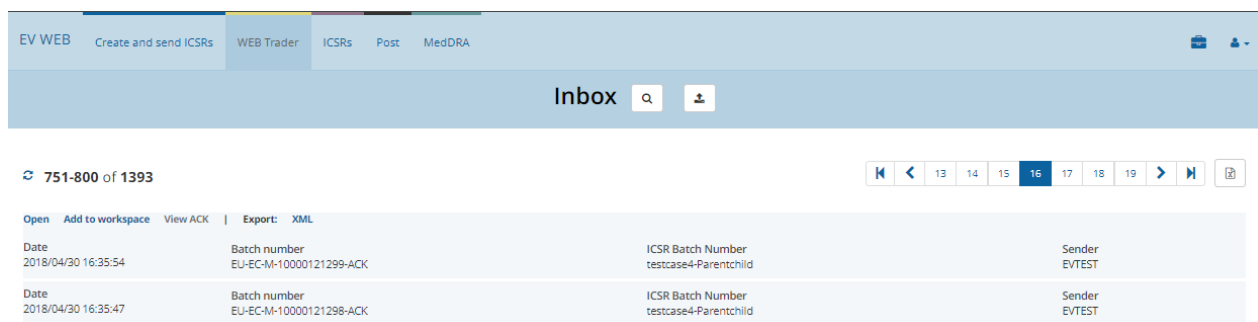 EV WEB Create and send ICSRs WEB Trader ICSRs Post MedDRA
Inbox
751-800 of 1393 13 14 15 16 17 18 19
Open Add to workspace View ACK | Export: XML
Date Batch number ICSR Batch Number Sender
2018/04/30 16:35:54 EU-EC-M-10000121299-ACK testcase4-Parentchild EVTEST
Date Batch number ICSR Batch Number Sender
2018/04/30 16:35:47 EU-EC-M-10000121298-ACK testcase4-Parentchild EVTEST